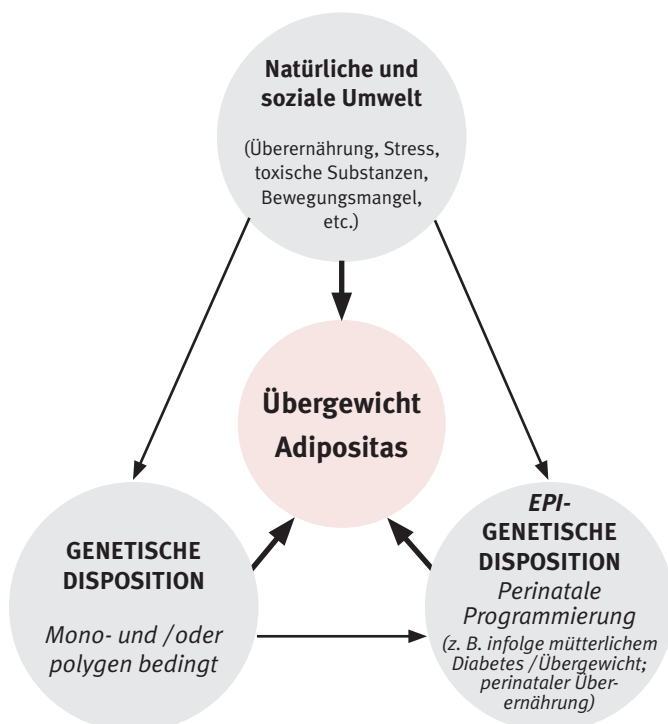 Natürliche und
soziale Umwelt
(Überernährung, Stress,
toxische Substanzen,
Bewegungsmangel,
etc.)
Übergewicht
Adipositas
GENETISCHE
DISPOSITION
Mono- und / oder
polygen bedingt
EPI-
GENETISCHE
DISPOSITION
Perinatale
Programmierung
(z. B. infolge mütterlichem
Diabetes / Übergewicht;
perinataler Über-
ernährung)